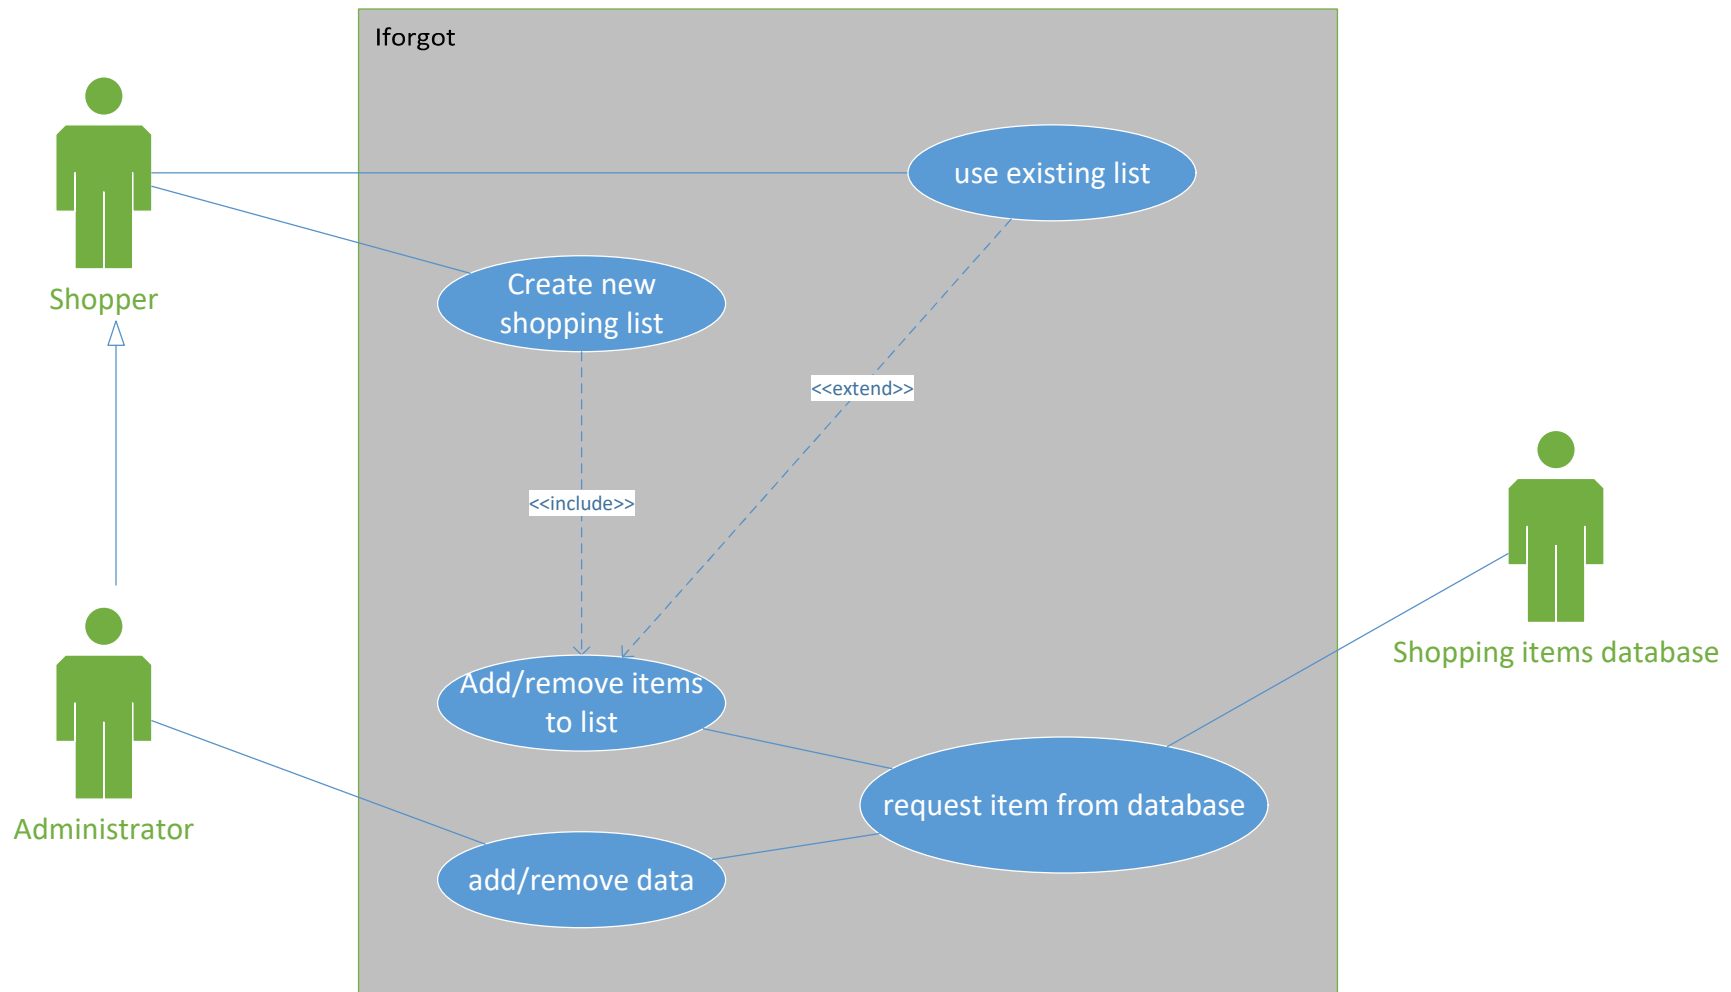 Iforgot
use existing list
Create new
shopping list
Shopper
<<extend>>
<<include>>
Shopping items database
Add/remove items
to list
request item from database
Administrator
add/remove data